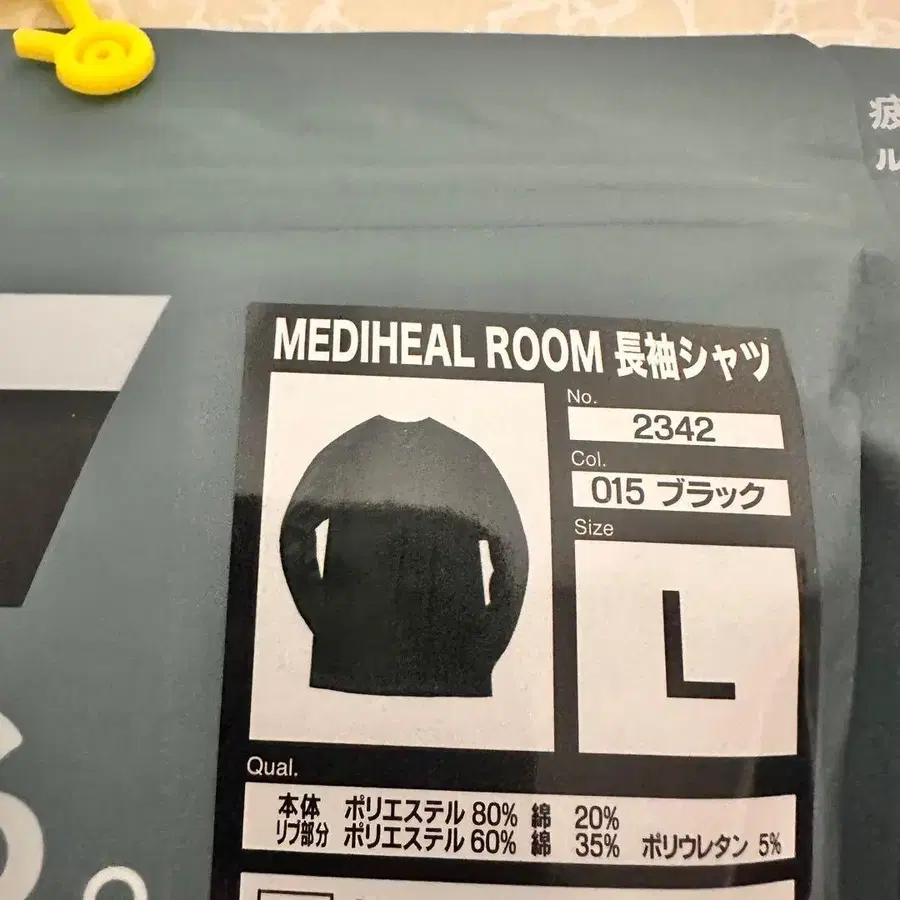 MEDIHEAL ROOM 長袖シャツ
No.
2342
Col.
015 ブラック
Size
L
Qual.
本体 ポリエステル 80% 綿 20%
リブ部分 ポリエステル 60% 綿 35% ポリウレタン 5%
疲
ル